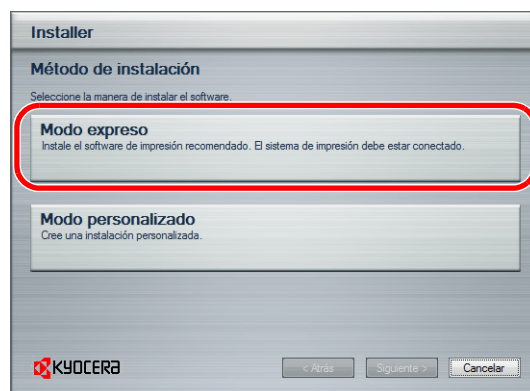 Installer
Método de instalación
Seleccione la manera de instalar el software.
Modo expreso
Instale el software de impresión recomendado. El sistema de impresión debe estar conectado.
Modo personalizado
Cree una instalación personalizada.
KYOCERA
< Atrás
Siguiente >
Cancelar